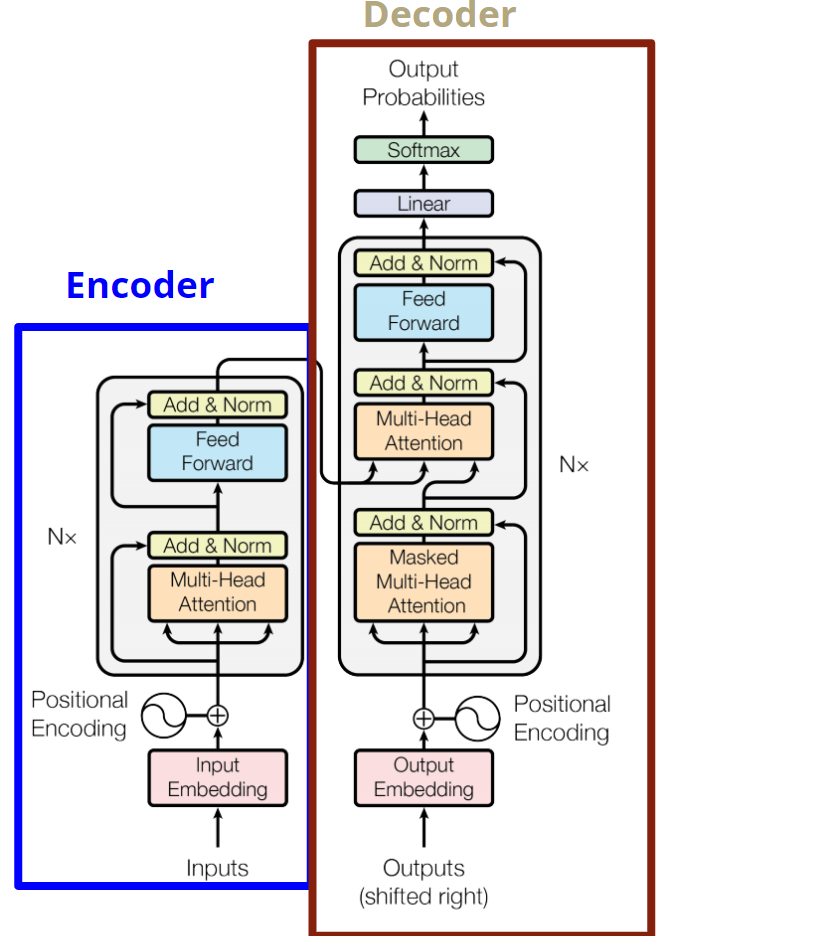 Decoder
Output
Probabilities
Softmax
Linear
Add & Norm
Feed
Forward
Add & Norm
Multi-Head
Attention
N×
Add & Norm
Masked
Multi-Head
Attention
Positional
Encoding
Output
Embedding
Outputs
(shifted right)
Encoder
Add & Norm
Feed
Forward
N×
Add & Norm
Multi-Head
Attention
Positional
Encoding
Input
Embedding
Inputs